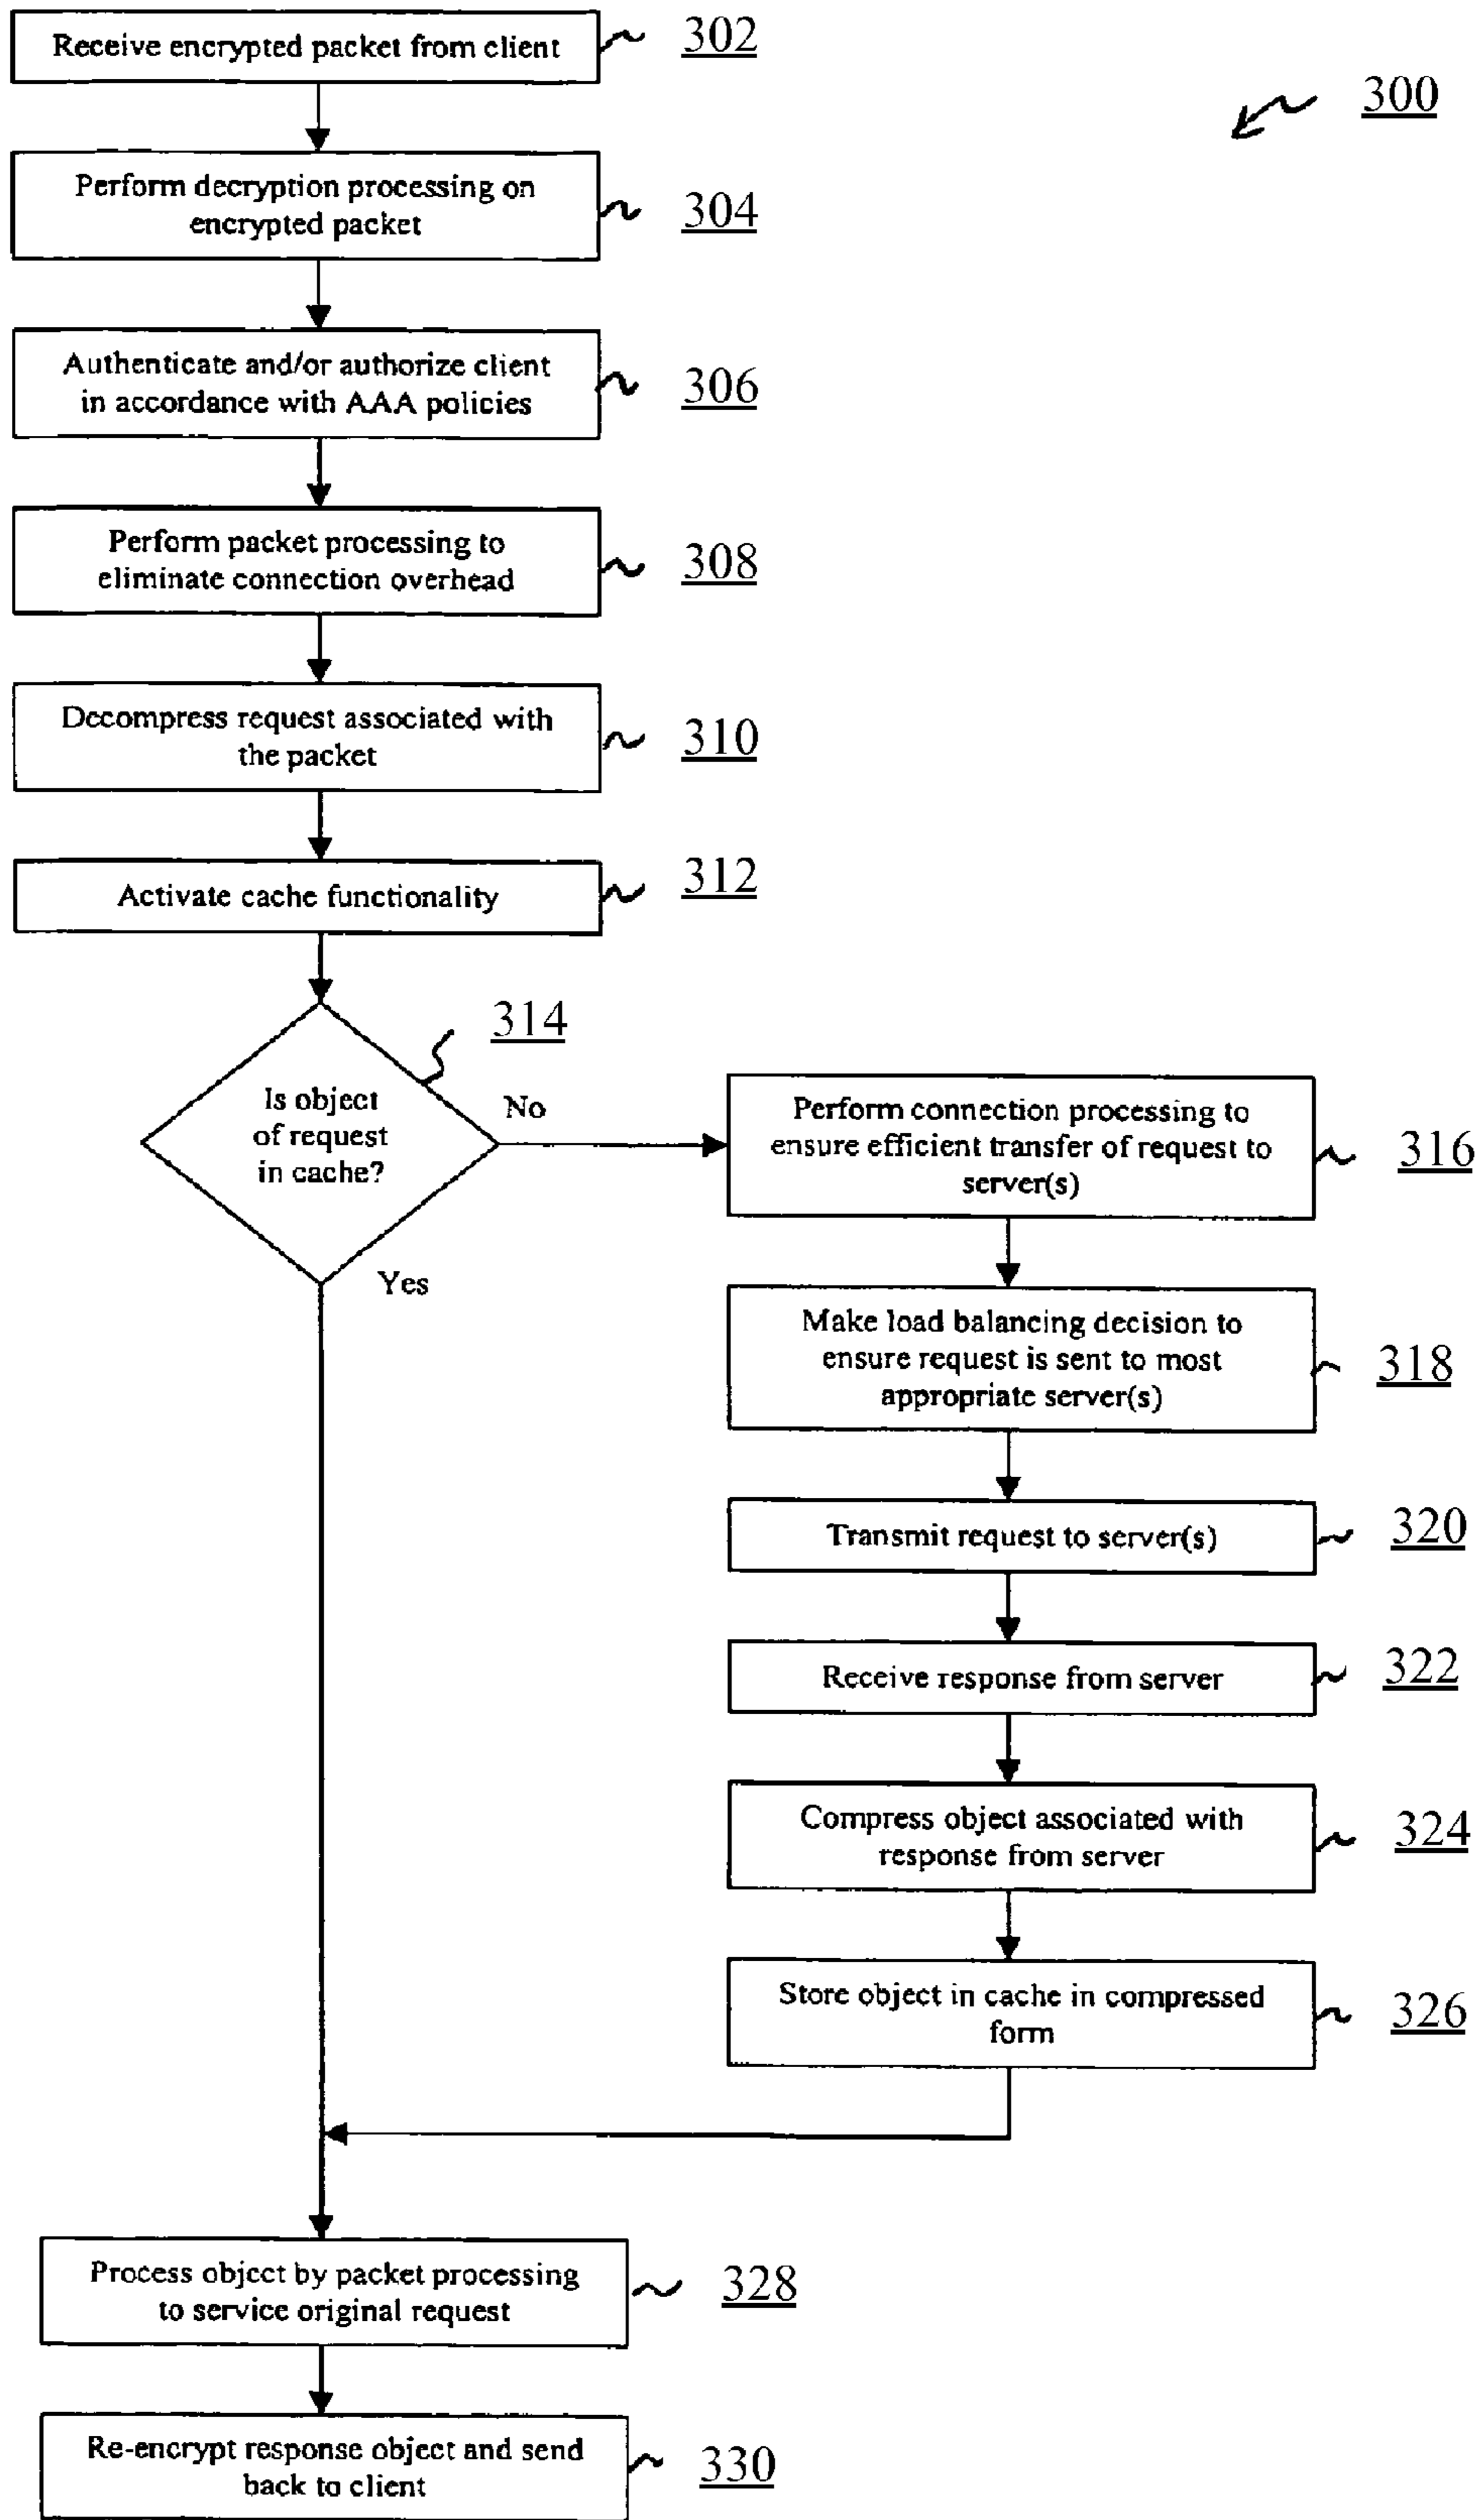 Receive encrypted packet from client
302
300
Perform decryption processing on
encrypted packet
304
Authenticate and/or authorize client
in accordance with AAA policies
306
Perform packet processing to
eliminate connection overhead
308
Decompress request associated with
the packet
310
Activate cache functionality
312
314
Is object
of request
in cache?
No
Yes
Perform connection processing to
ensure efficient transfer of request to
server(s)
316
Make load balancing decision to
ensure request is sent to most
appropriate server(s)
318
Transmit request to server(s)
320
Receive response from server
322
Compress object associated with
response from server
324
Store object in cache in compressed
form
326
Process object by packet processing
to service original request
328
Re-encrypt response object and send
back to client
330